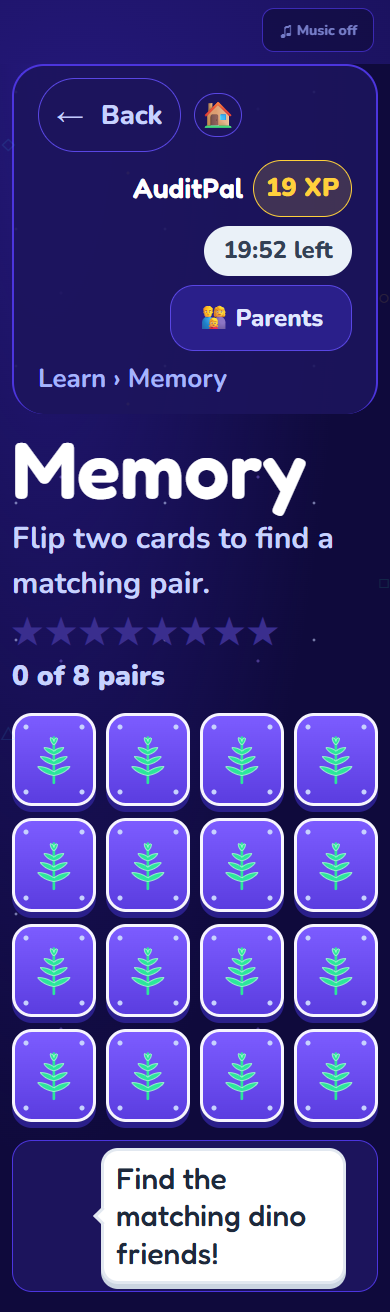 ♫ Music off
← Back
AuditPal 19 XP
19:52 left
Parents
Learn › Memory
Memory
Flip two cards to find a
matching pair.
0 of 8 pairs
Find the
matching dino
friends!